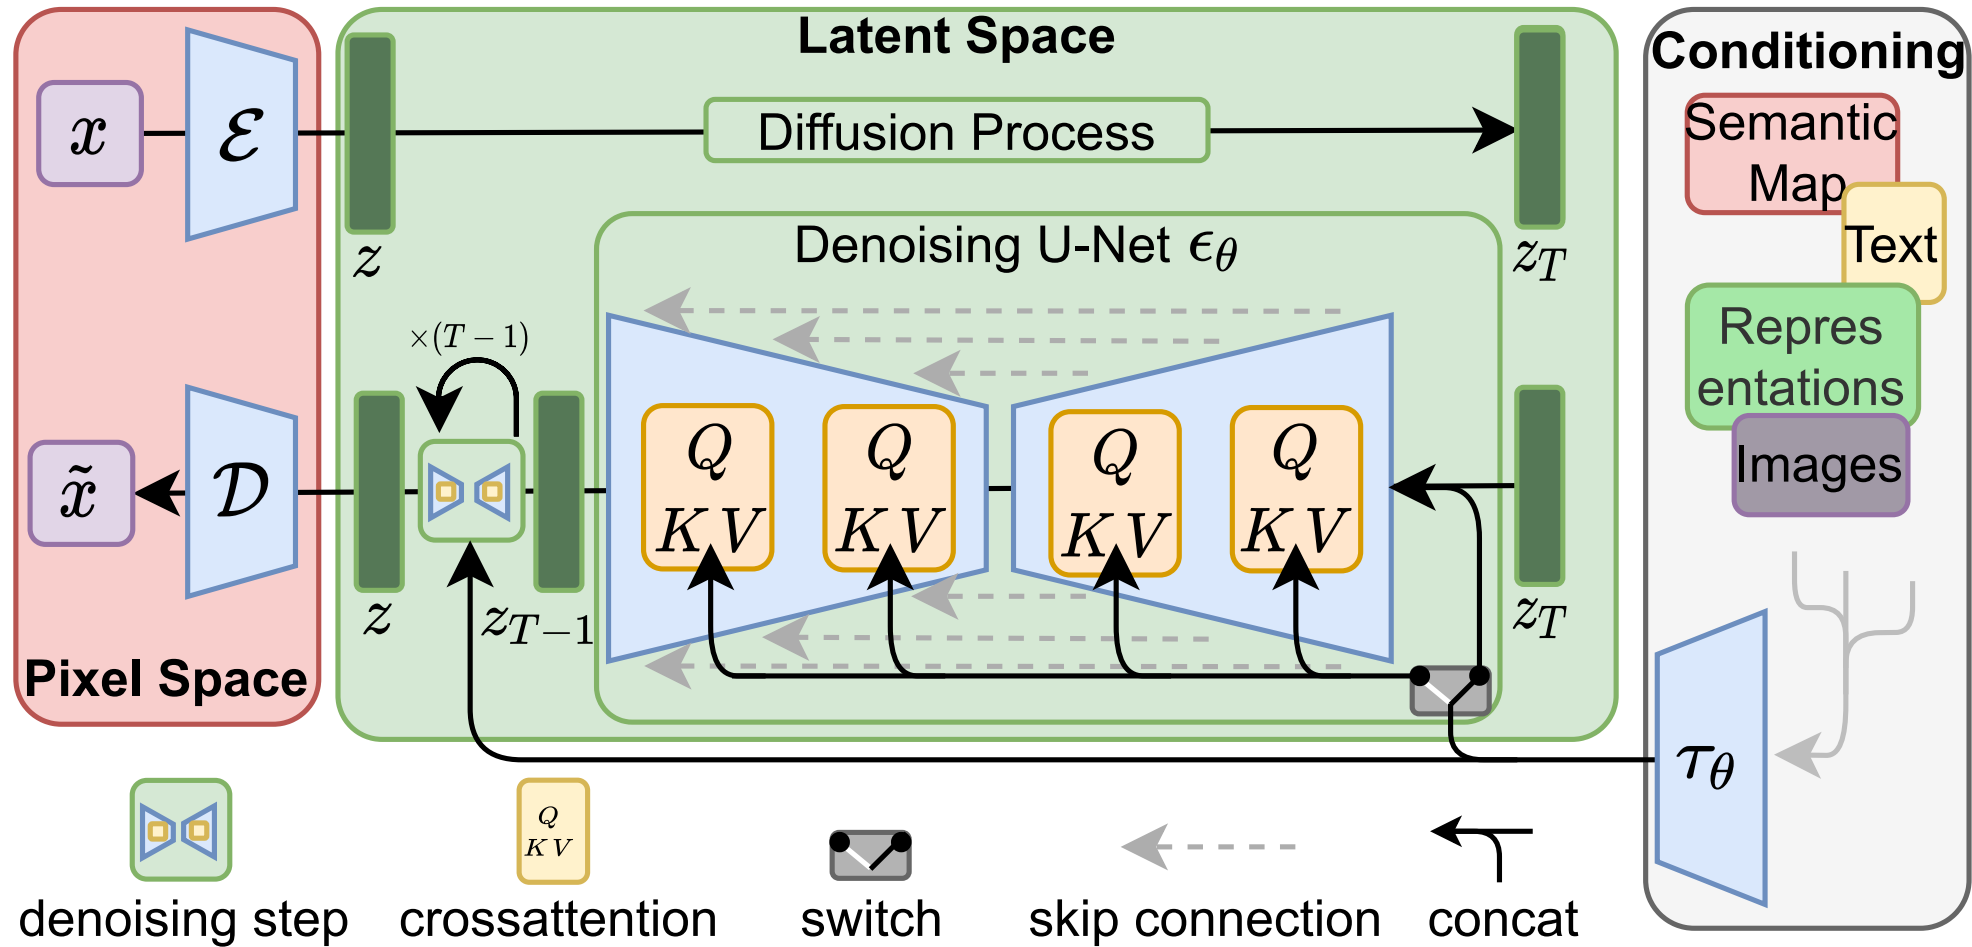 Latent Space
Conditioning
x
ℰ
Diffusion Process
Semantic
Map
z
z_T
Text
Denoising U-Net ϵ_θ
×(T − 1)
Repres
entations
Images
Q
K V
Q
K V
Q
K V
Q
K V
x̃
𝒟
z
z_{T−1}
z_T
Pixel Space
τ_θ
Q
K V
denoising step
crossattention
switch
skip connection
concat